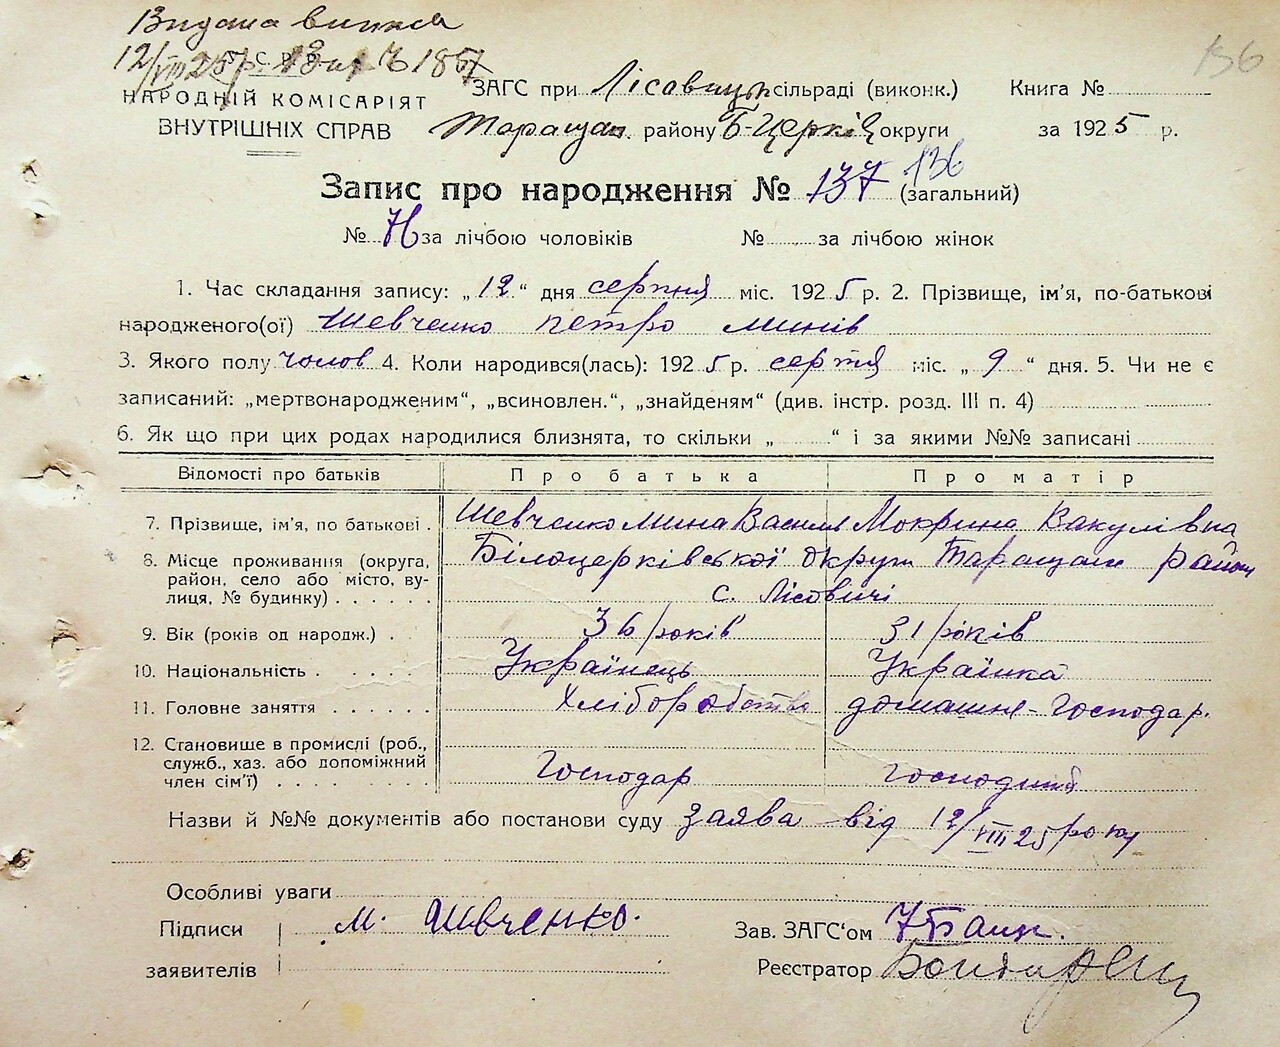 Видана виписка
12/VIII 25 р. 186
136
НАРОДНІЙ КОМІСАРІЯТ
ВНУТРІШНІХ СПРАВ
ЗАГС при Лісавицьк сільраді (виконк.) Книга №
Таращан. району Б-Церків округи за 1925 р.
Запис про народження № 137 136 (загальний)
№ за лічбою чоловіків № за лічбою жінок
1. Час складання запису: „12“ дня серпня міс. 1925 р. 2. Прізвище, ім'я, по-батькові
народженого(ої) Шевченко Петро Минів
3. Якого полу чолов 4. Коли народився(лась): 1925 р. серпня міс. „9“ дня. 5. Чи не є
записаний: „мертвонародженим“, „всиновлен.“, „знайденям“ (див. інстр. розд. III п. 4)
6. Як що при цих родах народилися близнята, то скільки „ “ і за якими №№ записані
Відомості про батьків Про батька Про матір
7. Прізвище, ім'я, по батькові Шевченко Мина Васил Мокрина Вакулівна
8. Місце проживання (округа, район, село або місто, вулиця, № будинку) Білоцерківської округи Таращан район
с. Лісовичі
9. Вік (років од народж.) 36 років 31 років
10. Національність Українець Українка
11. Головне заняття Хліборобство домашнє-господар.
12. Становище в промислі (роб.,
служб., хаз. або допоміжний
член сім'ї) Господар господиня
Назви й №№ документів або постанови суду заява від 12/VIII 25 року
Особливі уваги
Підписи М. Шевченко. Зав. ЗАГС'ом
заявителів Реєстратор